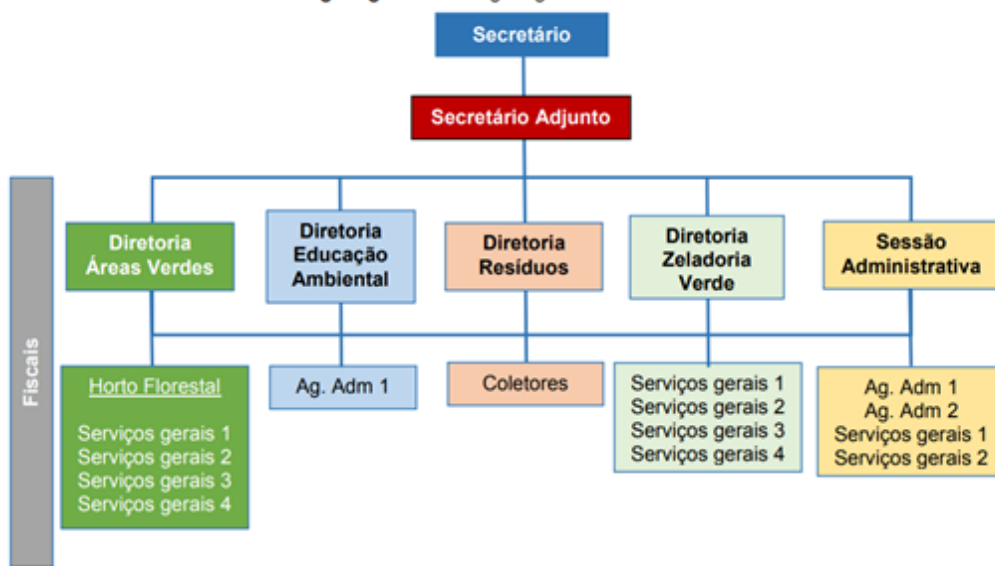 Secretário
Secretário Adjunto
Fiscais
Diretoria
Áreas Verdes
Diretoria
Educação
Ambiental
Diretoria
Resíduos
Diretoria
Zeladoria
Verde
Sessão
Administrativa
Horto Florestal
Serviços gerais 1
Serviços gerais 2
Serviços gerais 3
Serviços gerais 4
Ag. Adm 1
Coletores
Serviços gerais 1
Serviços gerais 2
Serviços gerais 3
Serviços gerais 4
Ag. Adm 1
Ag. Adm 2
Serviços gerais 1
Serviços gerais 2